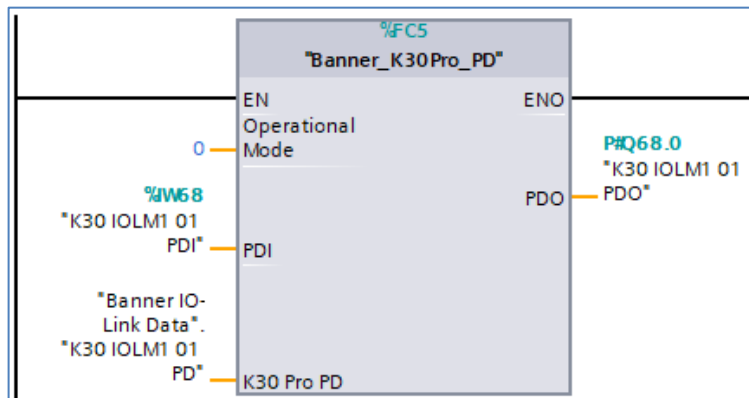 %FC5
"Banner_K30Pro_PD"
EN
ENO
Operational
Mode
0
P#Q68.0
"K30 IOLM1 01
PDO"
PDO
%IW68
"K30 IOLM1 01
PDI"
PDI
"Banner IO-
Link Data".
"K30 IOLM1 01
PD"
K30 Pro PD